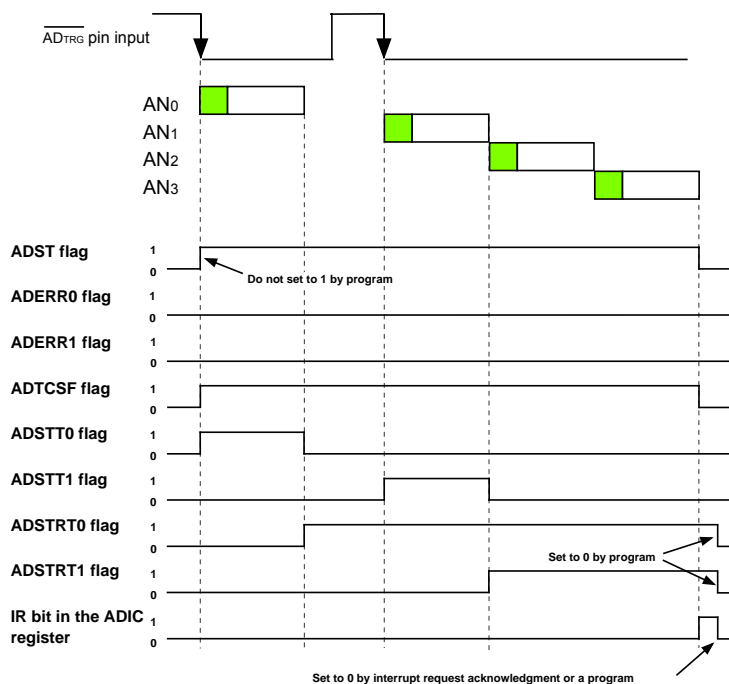 ADTRG pin input
AN0
AN1
AN2
AN3
ADST flag 1
0
Do not set to 1 by program
ADERR0 flag 1
0
ADERR1 flag 1
0
ADTCSF flag 1
0
ADSTT0 flag 1
0
ADSTT1 flag 1
0
ADSTRT0 flag 1
0
Set to 0 by program
ADSTRT1 flag 1
0
IR bit in the ADIC
register 1
0
Set to 0 by interrupt request acknowledgment or a program